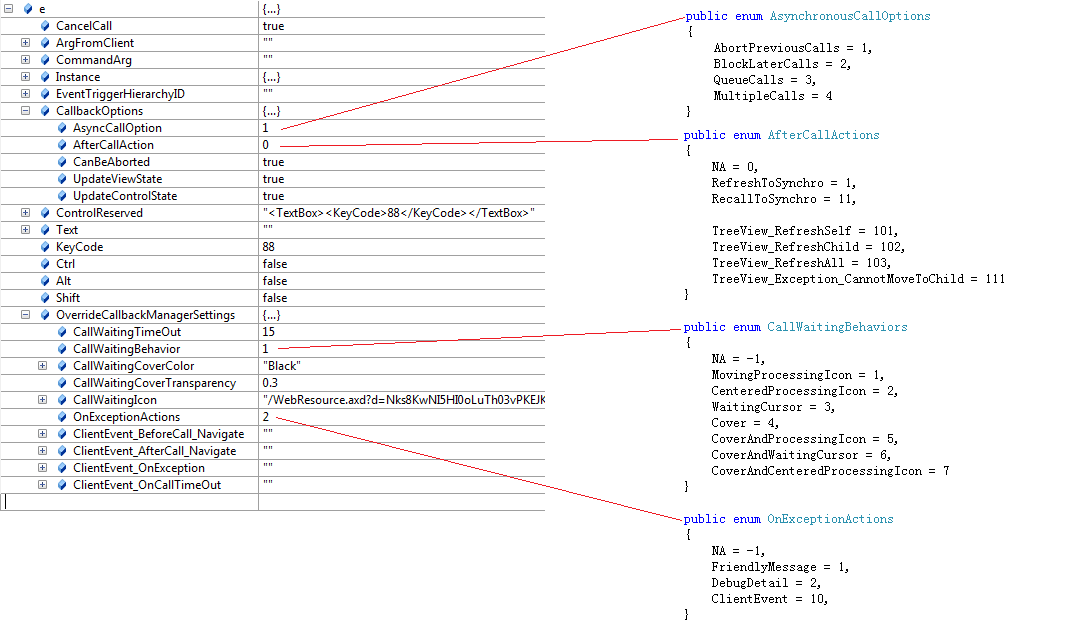 e {...}
CancelCall true
ArgFromClient ""
CommandArg ""
Instance {...}
EventTriggerHierarchyID ""
CallbackOptions {...}
AsyncCallOption 1
AfterCallAction 0
CanBeAborted true
UpdateViewState true
UpdateControlState true
ControlReserved "<TextBox><KeyCode>88</KeyCode></TextBox>"
Text ""
KeyCode 88
Ctrl false
Alt false
Shift false
OverrideCallbackManagerSettings {...}
CallWaitingTimeOut 15
CallWaitingBehavior 1
CallWaitingCoverColor "Black"
CallWaitingCoverTransparency 0.3
CallWaitingIcon "/WebResource.axd?d=Nks8KwNI5HI0oLuTh03vPKEJK
OnExceptionActions 2
ClientEvent_BeforeCall_Navigate ""
ClientEvent_AfterCall_Navigate ""
ClientEvent_OnException ""
ClientEvent_OnCallTimeOut ""
public enum AsynchronousCallOptions
{
AbortPreviousCalls = 1,
BlockLaterCalls = 2,
QueueCalls = 3,
MultipleCalls = 4
}
public enum AfterCallActions
{
NA = 0,
RefreshToSynchro = 1,
RecallToSynchro = 11,
TreeView_RefreshSelf = 101,
TreeView_RefreshChild = 102,
TreeView_RefreshAll = 103,
TreeView_Exception_CannotMoveToChild = 111
}
public enum CallWaitingBehaviors
{
NA = -1,
MovingProcessingIcon = 1,
CenteredProcessingIcon = 2,
WaitingCursor = 3,
Cover = 4,
CoverAndProcessingIcon = 5,
CoverAndWaitingCursor = 6,
CoverAndCenteredProcessingIcon = 7
}
public enum OnExceptionActions
{
NA = -1,
FriendlyMessage = 1,
DebugDetail = 2,
ClientEvent = 10,
}